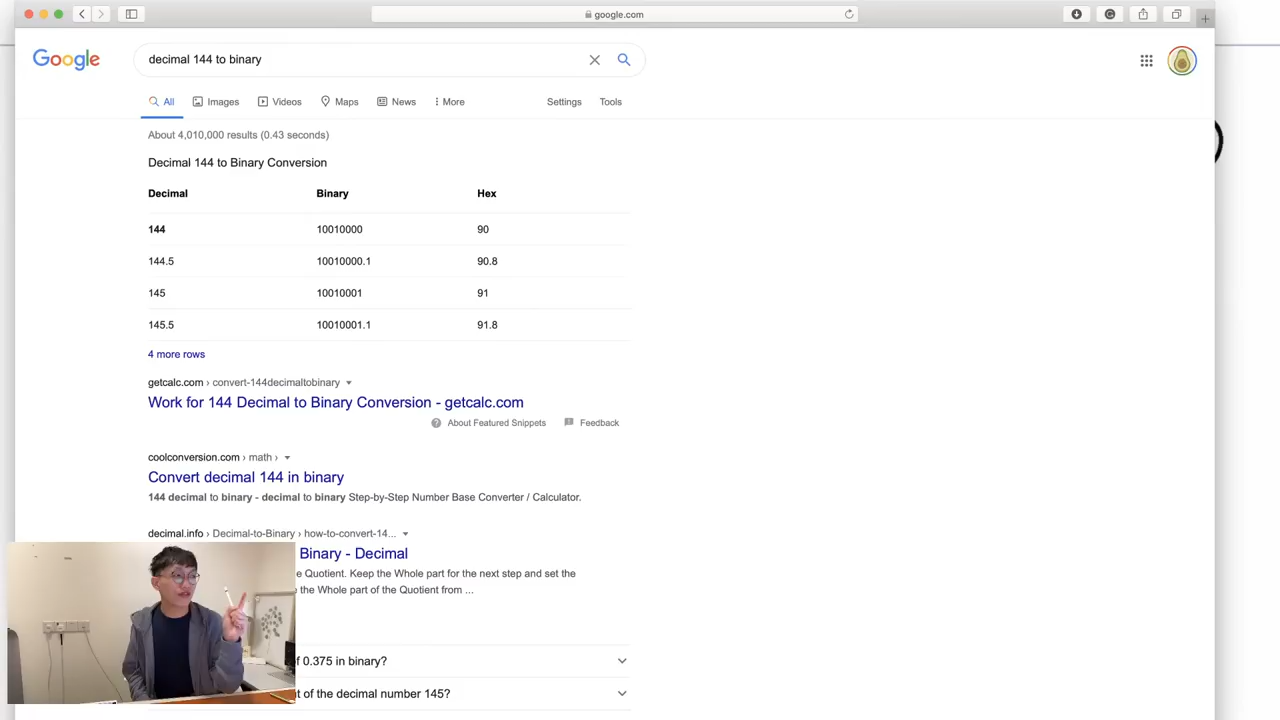 google.com
Google
decimal 144 to binary
All Images Videos Maps News More Settings Tools
About 4,010,000 results (0.43 seconds)
Decimal 144 to Binary Conversion
Decimal Binary Hex
144 10010000 90
144.5 10010000.1 90.8
145 10010001 91
145.5 10010001.1 91.8
4 more rows
getcalc.com › convert-144decimaltobinary
Work for 144 Decimal to Binary Conversion - getcalc.com
About Featured Snippets Feedback
coolconversion.com › math ›
Convert decimal 144 in binary
144 decimal to binary - decimal to binary Step-by-Step Number Base Converter / Calculator.
decimal.info › Decimal-to-Binary › how-to-convert-14...
Binary - Decimal
e Quotient. Keep the Whole part for the next step and set the
the Whole part of the Quotient from ...
of 0.375 in binary?
t of the decimal number 145?